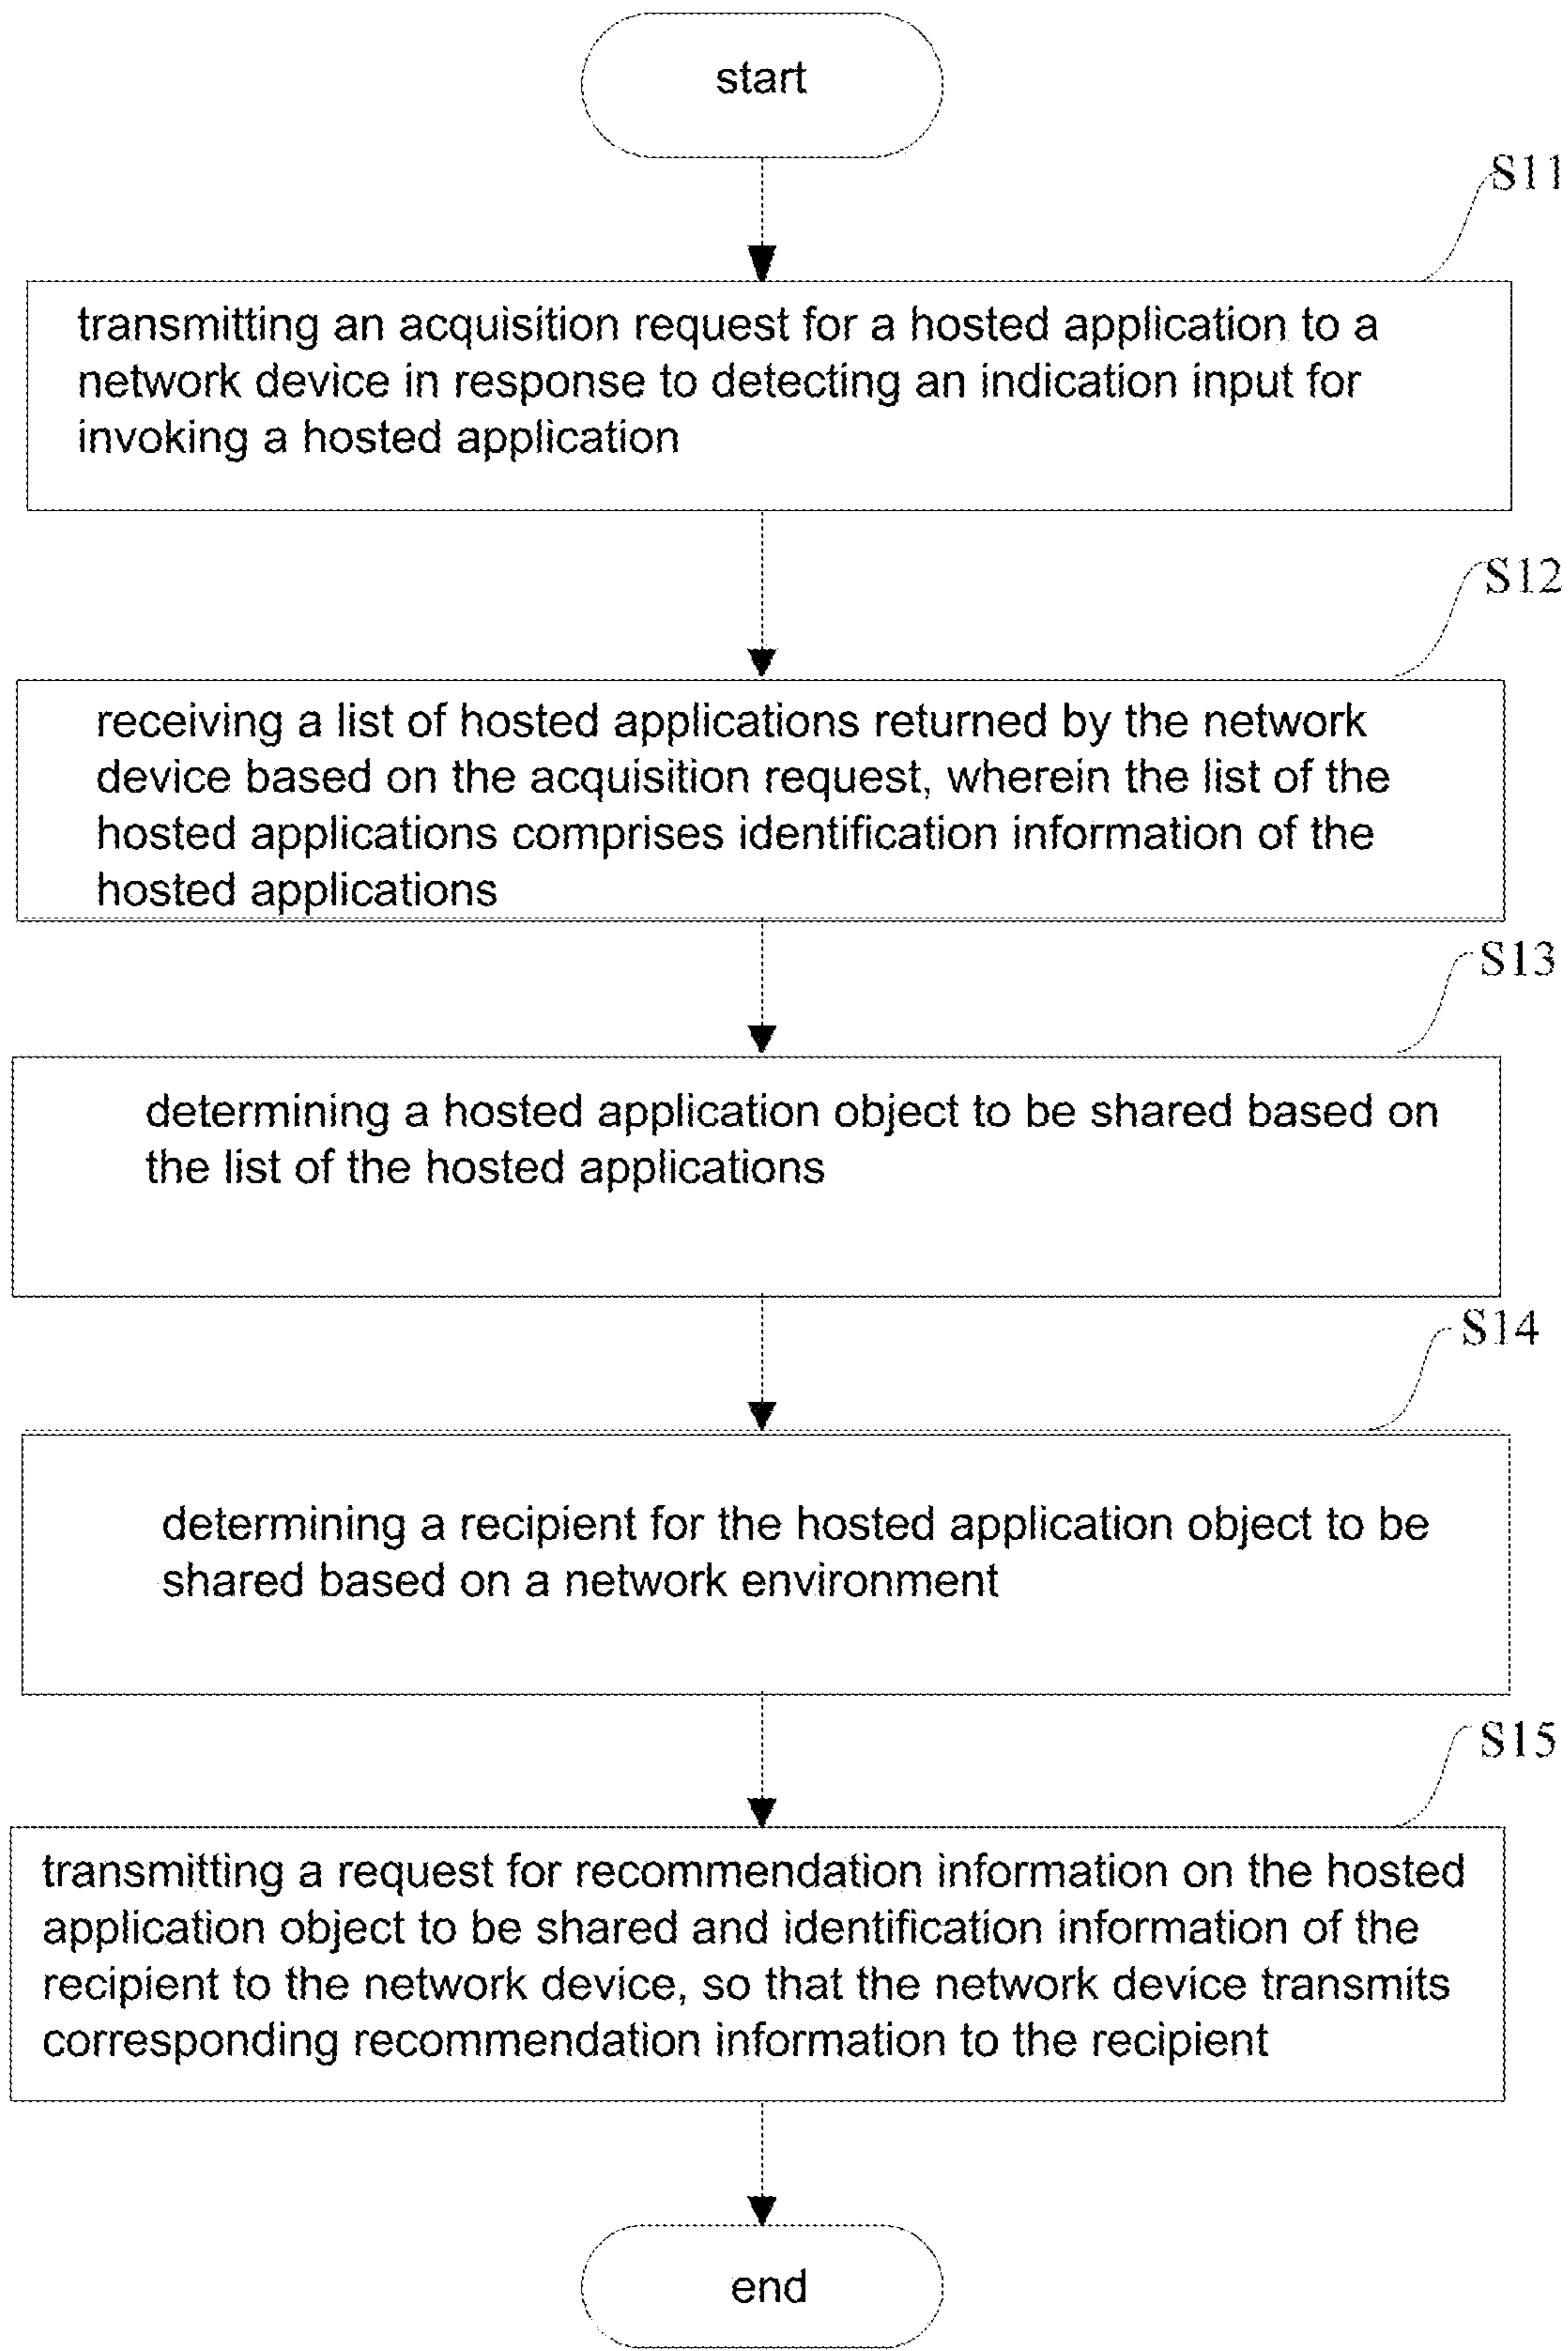 start
S11
transmitting an acquisition request for a hosted application to a
network device in response to detecting an indication input for
invoking a hosted application
S12
receiving a list of hosted applications returned by the network
device based on the acquisition request, wherein the list of the
hosted applications comprises identification information of the
hosted applications
S13
determining a hosted application object to be shared based on
the list of the hosted applications
S14
determining a recipient for the hosted application object to be
shared based on a network environment
S15
transmitting a request for recommendation information on the hosted
application object to be shared and identification information of the
recipient to the network device, so that the network device transmits
corresponding recommendation information to the recipient
end